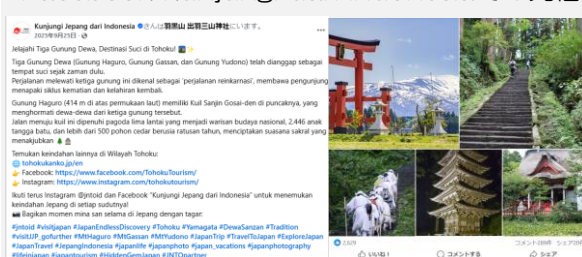 Kunjungi Jepang dari Indonesia さんは羽黒山 出羽三山神社にいます。
2025年9月25日
Jelajahi Tiga Gunung Dewa, Destinasi Suci di Tohoku!
Tiga Gunung Dewa (Gunung Haguro, Gunung Gassan, dan Gunung Yudono) telah dianggap sebagai
tempat suci sejak zaman dulu.
Perjalanan melewati ketiga gunung ini dikenal sebagai 'perjalanan reinkarnasi', membawa pengunjung
menapaki siklus kematian dan kelahiran kembali.
Gunung Haguro (414 m di atas permukaan laut) memiliki Kuil Sanjin Gosai-den di puncaknya, yang
menghormati dewa-dewa dari ketiga gunung tersebut.
Jalan menuju kuil ini dipenuhi pagoda lima lantai yang menjadi warisan budaya nasional, 2.446 anak
tangga batu, dan lebih dari 500 pohon cedar berusia ratusan tahun, menciptakan suasana sakral yang
menakjubkan
Temukan keindahan lainnya di Wilayah Tohoku:
tohokukanko.jp/en
Facebook: https://www.facebook.com/TohokuTourism/
Instagram: https://www.instagram.com/tohokutourism/
Ikuti terus Instagram @jntoid dan Facebook "Kunjungi Jepang dari Indonesia" untuk menemukan
keindahan Jepang di setiap sudutnya!
Bagikan momen mina san selama di Jepang dengan tagar:
#jntoid #visitjapan #JapanEndlessDiscovery #Tohoku #Yamagata #DewaSanzan #Tradition
#visitJP_gofurther #MtHaguro #MtGassan #MtYudono #JapanTrip #TravelToJapan #ExploreJapan
#JapanTravel #JepangIndonesia #japanlife #japanphoto #japan_vacations #japanphotography
#lifeinjapan #japantourism #Japan #JNTOpartner
2,629
いいね！ コメントする シェア